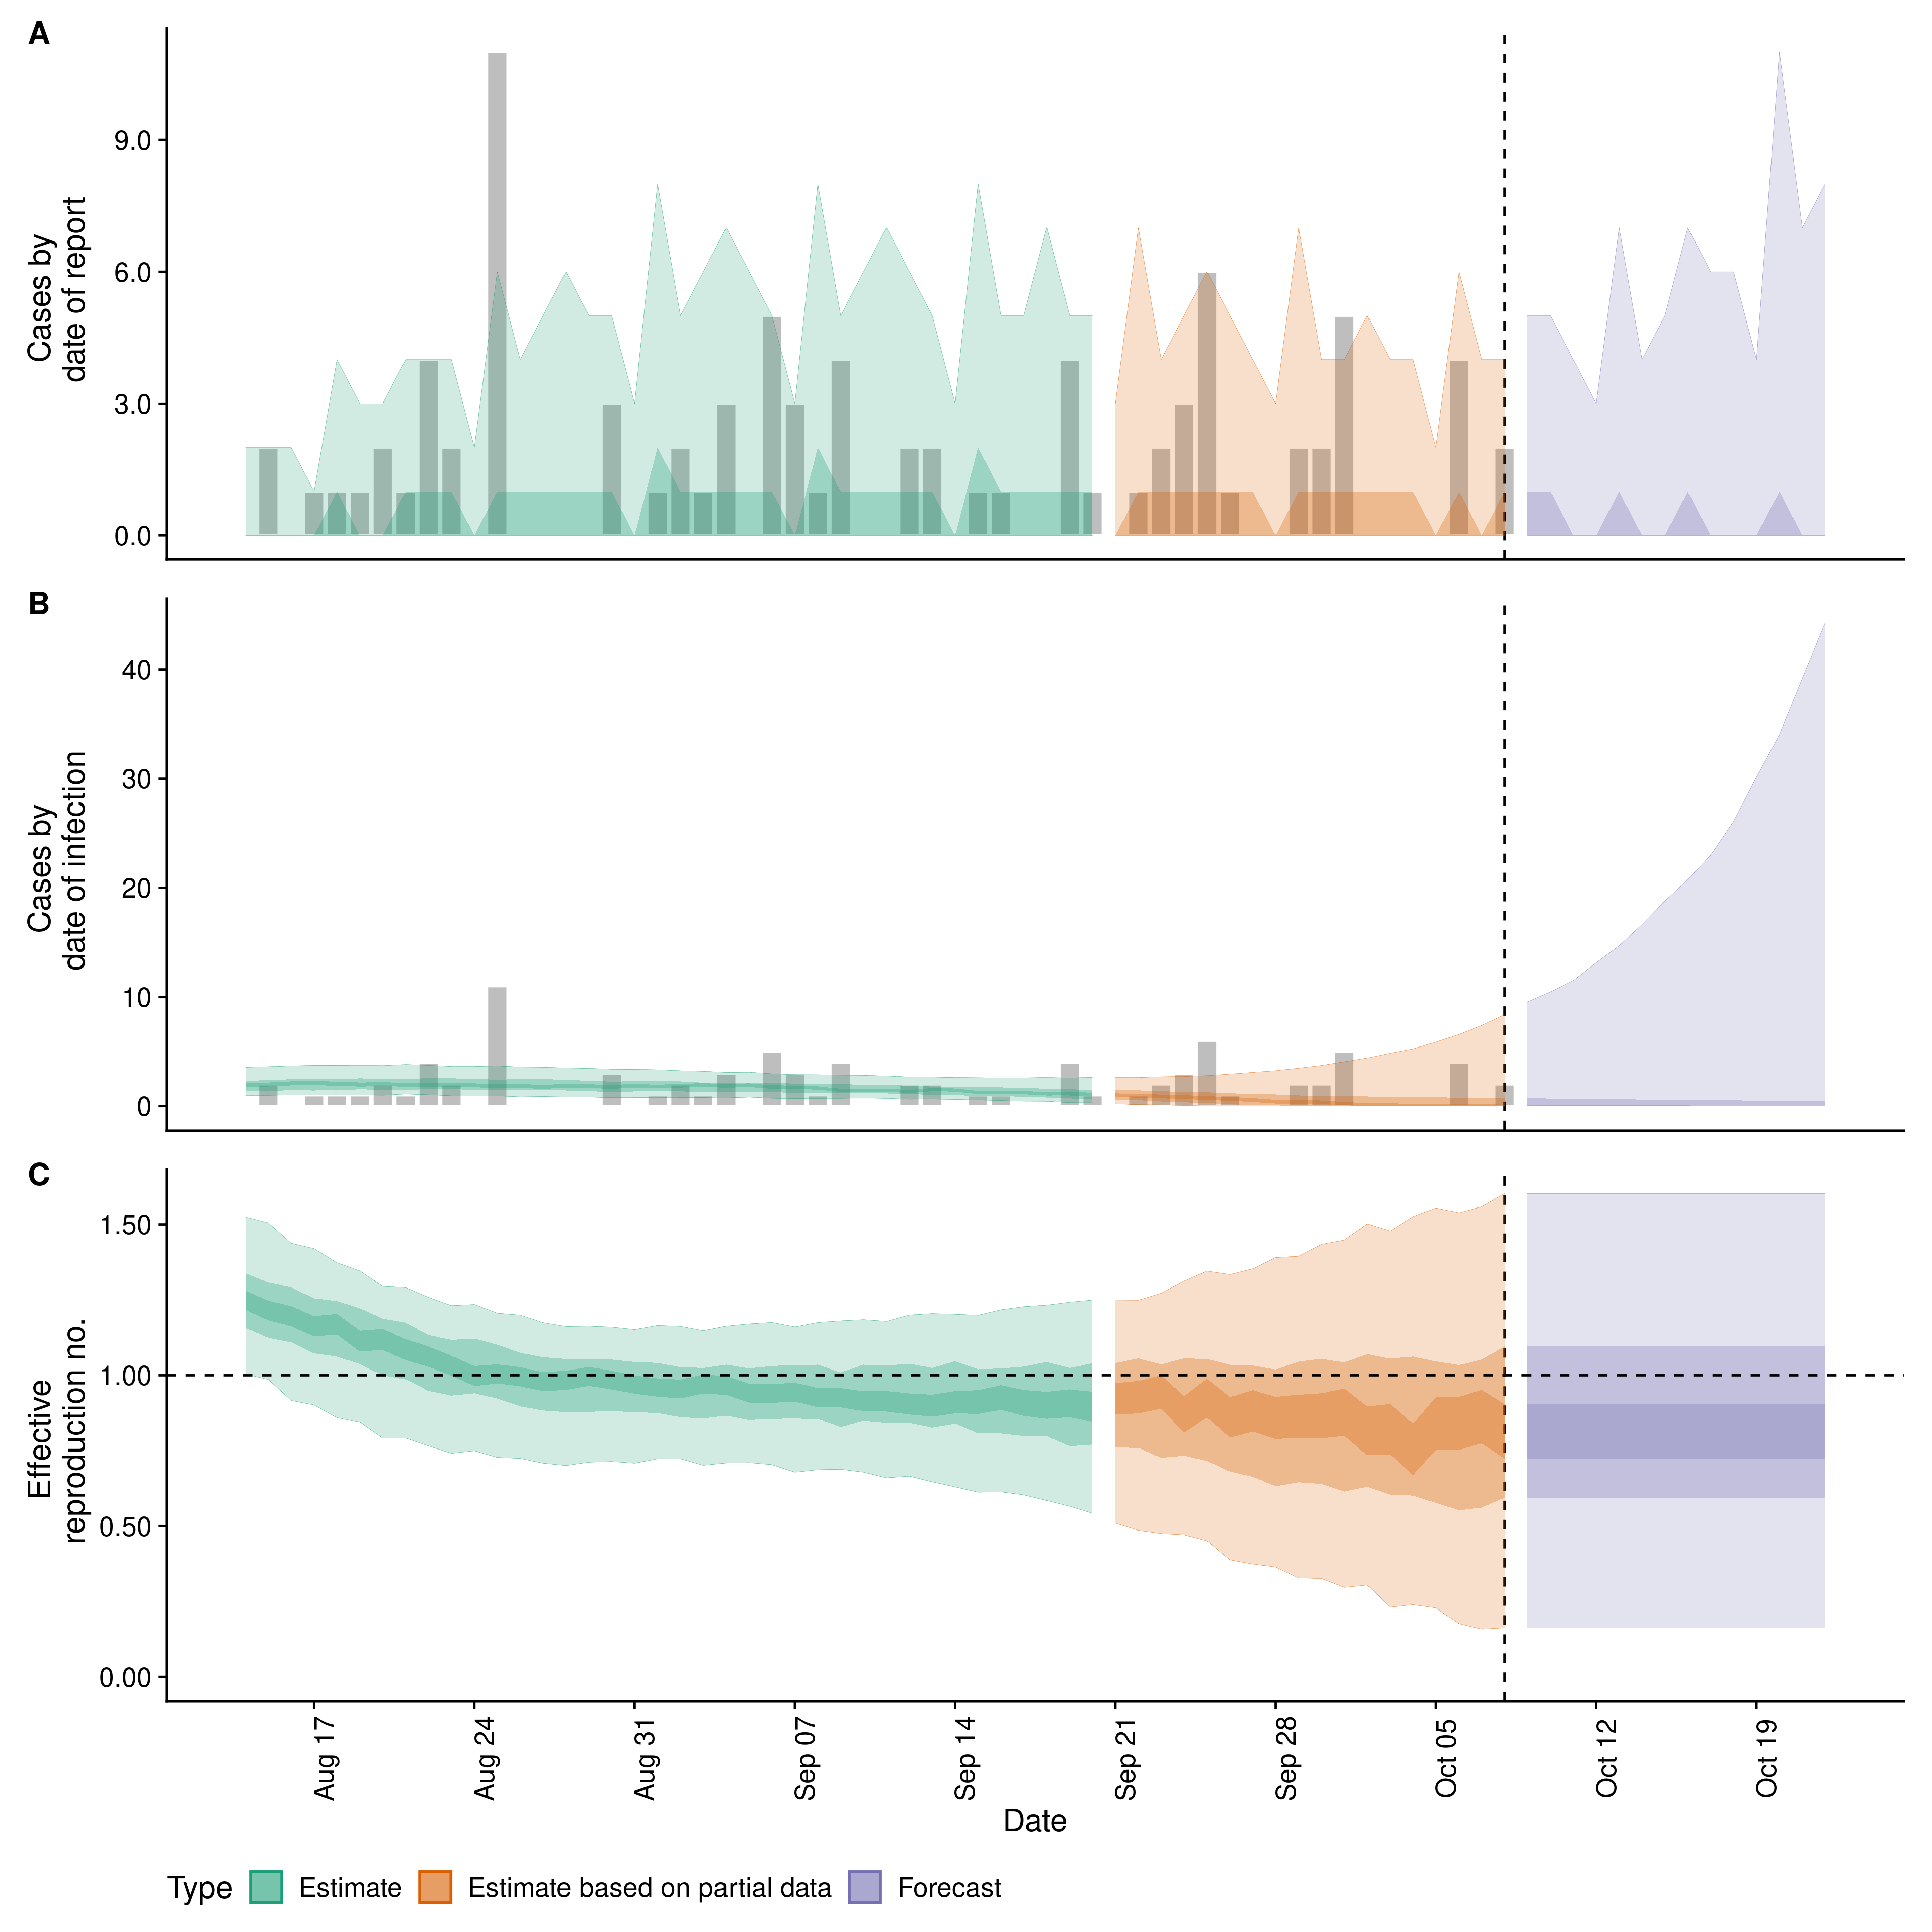 A
Cases by
date of report
9.0
6.0
3.0
0.0
B
Cases by
date of infection
40
30
20
10
0
C
Effective
reproduction no.
1.50
1.00
0.50
0.00
Aug 17
Aug 24
Aug 31
Sep 07
Sep 14
Sep 21
Sep 28
Oct 05
Oct 12
Oct 19
Date
Type Estimate Estimate based on partial data Forecast